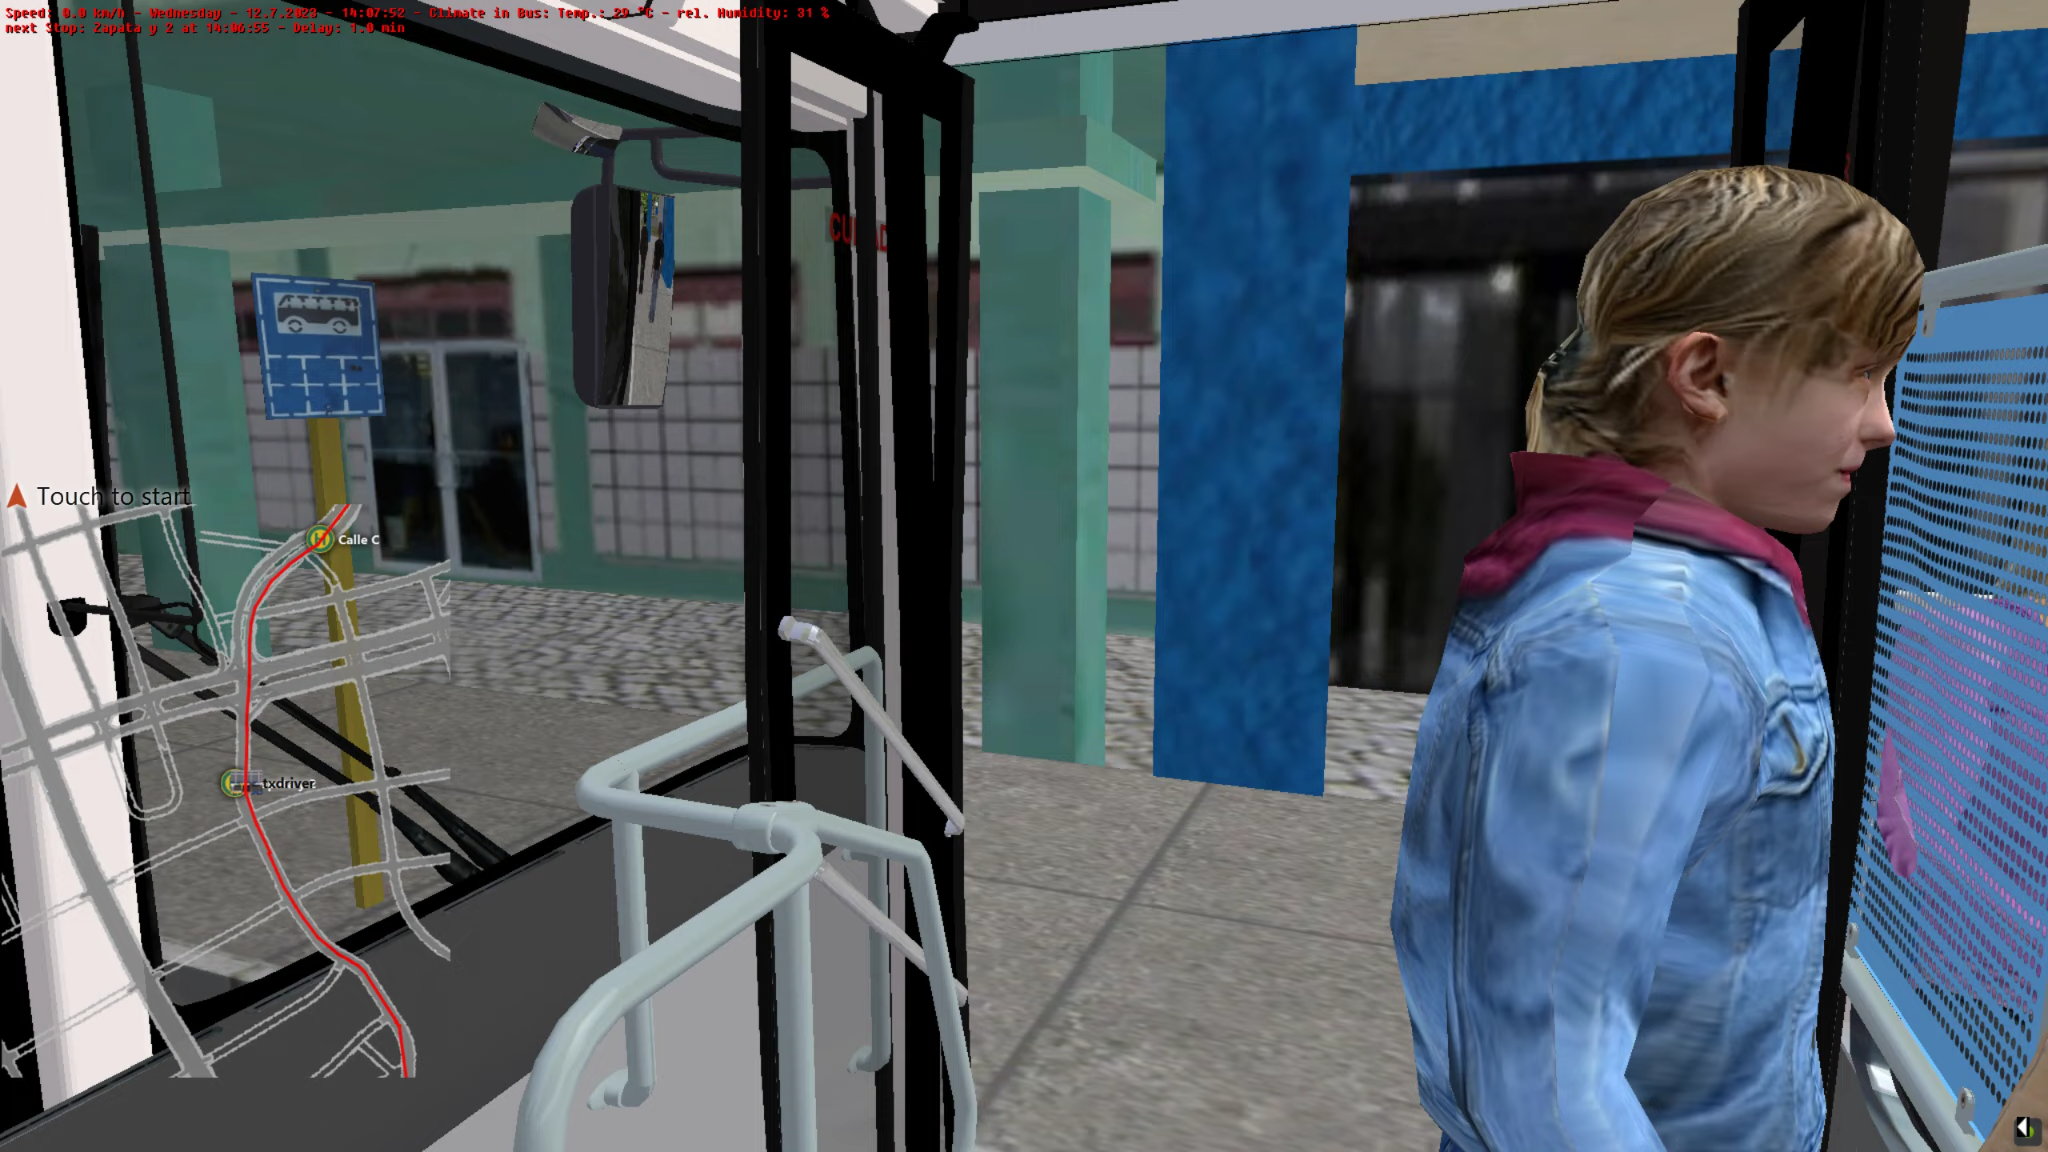 Speed: 0.0 km/h - Wednesday - 12.7.2023 - 14:07:52 - Climate in Bus: Temp.: 29 °C - rel. Humidity: 31 %
next Stop: Zapata y 2 at 14:06:55 - Delay: 1.0 min
Touch to start
Calle C
txdriver